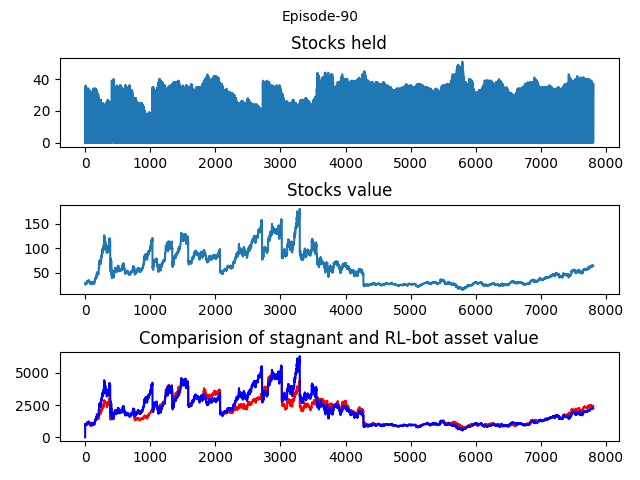 Episode-90
Stocks held
40
20
0
0 1000 2000 3000 4000 5000 6000 7000 8000
Stocks value
150
100
50
0 1000 2000 3000 4000 5000 6000 7000 8000
Comparision of stagnant and RL-bot asset value
5000
2500
0
0 1000 2000 3000 4000 5000 6000 7000 8000